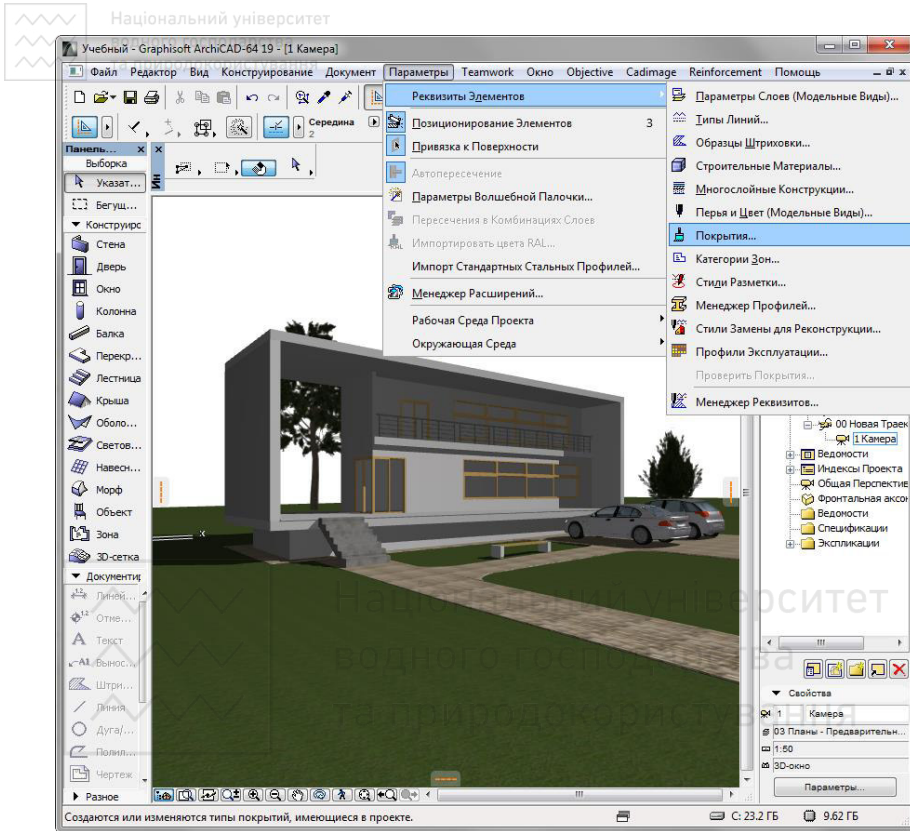 Національний університет
водного господарства
та природокористування
Учебный - Graphisoft ArchiCAD-64 19 - [1 Камера]
Файл Редактор Вид Конструирование Документ Параметры Teamwork Окно Objective Cadimage Reinforcement Помощь
Реквизиты Элементов
Позиционирование Элементов 3
Привязка к Поверхности
Автопересечение
Параметры Волшебной Палочки...
Пересечения в Комбинациях Слоев
Импортировать цвета RAL...
Импорт Стандартных Стальных Профилей...
Менеджер Расширений...
Рабочая Среда Проекта
Окружающая Среда
Параметры Слоев (Модельные Виды)...
Типы Линий...
Образцы Штриховки...
Строительные Материалы...
Многослойные Конструкции...
Перья и Цвет (Модельные Виды)...
Покрытия...
Категории Зон...
Стили Разметки...
Менеджер Профилей...
Стили Замены для Реконструкции...
Профили Эксплуатации...
Проверить Покрытия...
Менеджер Реквизитов...
Середина
2
Панель...
Выборка
Ин
Указат...
Бегущ...
Конструирс
Стена
Дверь
Окно
Колонна
Балка
Перекр...
Лестница
Крыша
Оболо...
Светов...
Навесн...
Морф
Объект
Зона
3D-сетка
Документир
Линей...
Отме...
Текст
Вынос...
Штри...
Линия
Дуга/...
Полил...
Чертеж
Разное
x
00 Новая Траек
1 Камера
Ведомости
Индексы Проекта
Общая Перспектив
Фронтальная аксон
Ведомости
Спецификации
Экспликации
Національний університет
водного господарства
та природокористування
Свойства
1 Камера
03 Планы - Предварительн...
1:50
3D-окно
Параметры...
Создаются или изменяются типы покрытий, имеющиеся в проекте.
C: 23.2 ГБ
9.62 ГБ